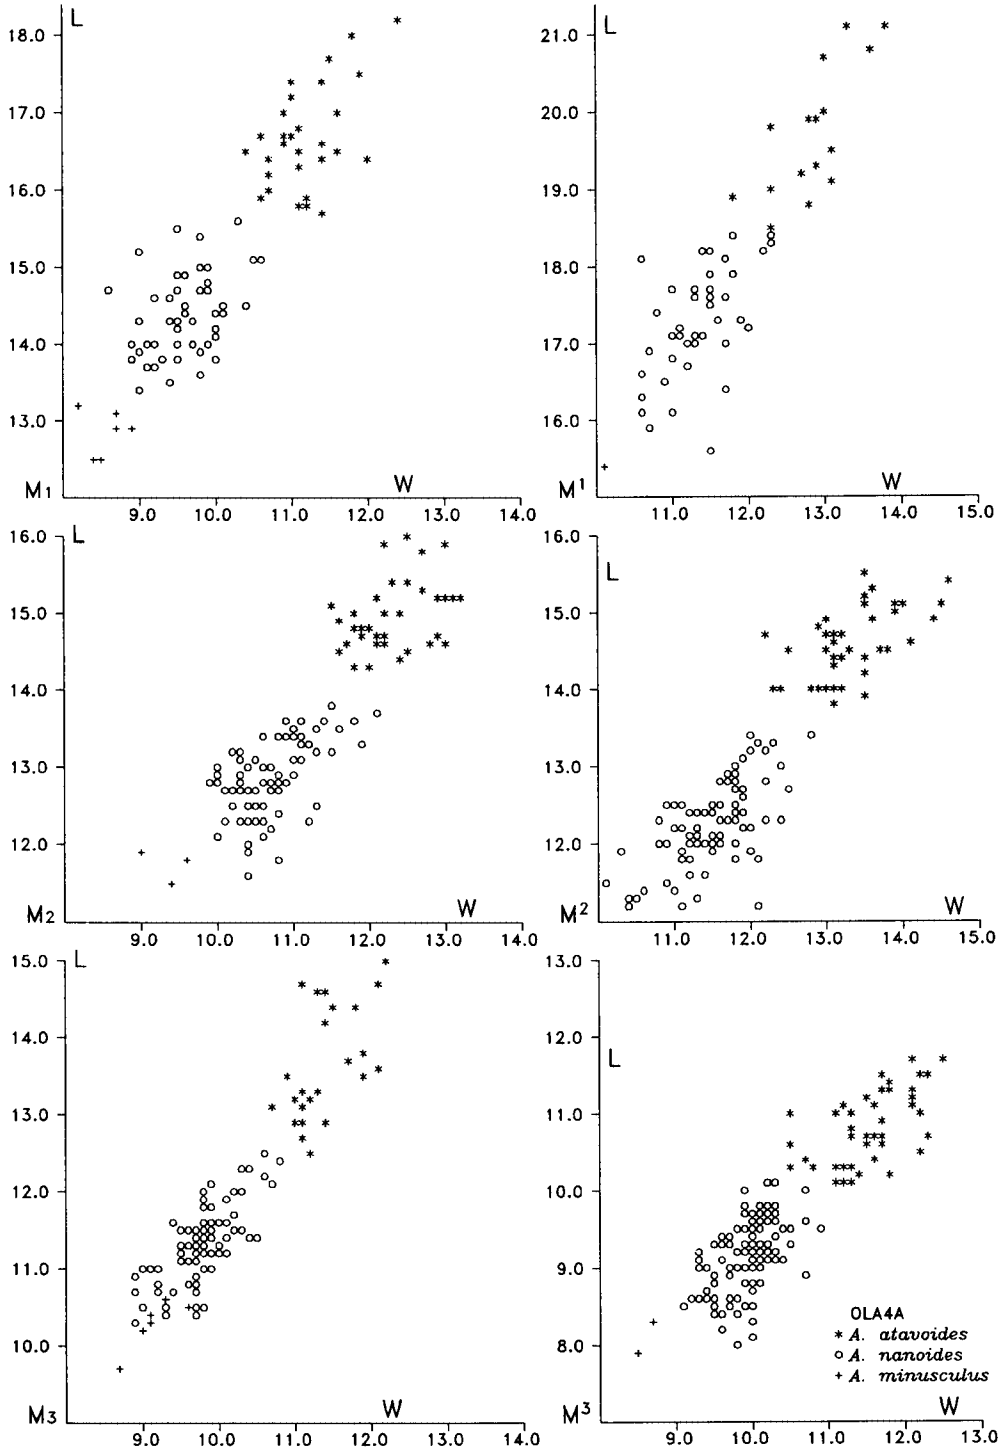 L
18.0
17.0
16.0
15.0
14.0
13.0
M1
W
9.0 10.0 11.0 12.0 13.0 14.0
L
21.0
20.0
19.0
18.0
17.0
16.0
M1
W
11.0 12.0 13.0 14.0 15.0
L
16.0
15.0
14.0
13.0
12.0
M2
W
9.0 10.0 11.0 12.0 13.0 14.0
16.0
L
15.0
14.0
13.0
12.0
M2
W
11.0 12.0 13.0 14.0 15.0
15.0 L
14.0
13.0
12.0
11.0
10.0
M3
W
9.0 10.0 11.0 12.0 13.0 14.0
13.0
12.0
L
11.0
10.0
9.0
8.0
OLA4A
* A. atavoides
o A. nanoides
+ A. minusculus
M3
W
9.0 10.0 11.0 12.0 13.0